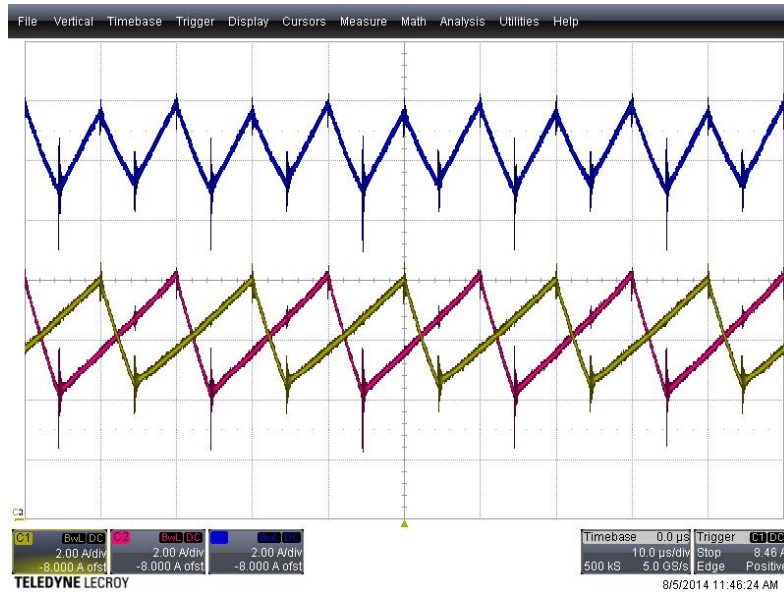 File Vertical Timebase Trigger Display Cursors Measure Math Analysis Utilities Help
C1 BwL DC C2 BwL DC
2.00 A/div 2.00 A/div 2.00 A/div
-8.000 A ofst -8.000 A ofst -8.000 A ofst
Timebase 0.0 µs Trigger C1 DC
10.0 µs/div Stop 8.46 A
500 kS 5.0 GS/s Edge Positive
TELEDYNE LECROY
8/5/2014 11:46:24 AM